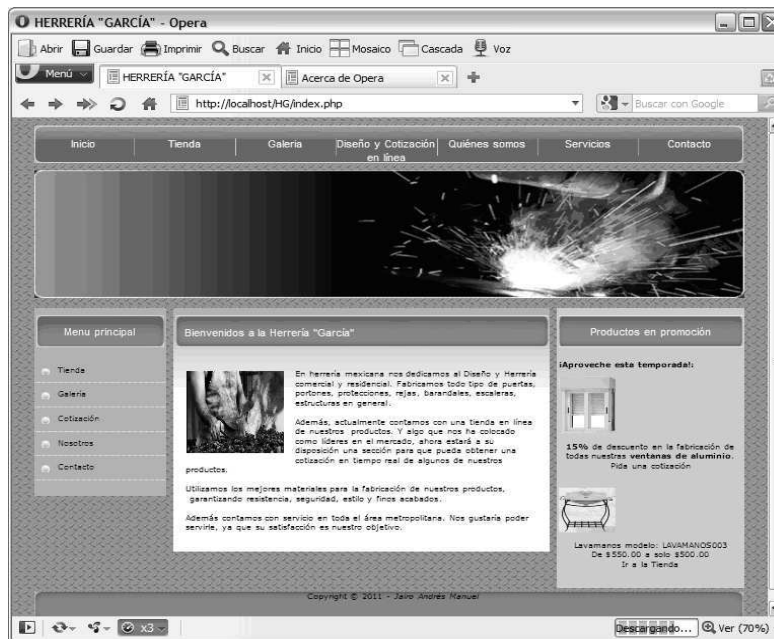 HERRERÍA "GARCÍA" - Opera
Abrir Guardar Imprimir Buscar Inicio Mosaico Cascada Voz
Menú HERRERÍA "GARCÍA" Acerca de Opera
http://localhost/HG/index.php Buscar con Google
Inicio Tienda Galeria Diseño y Cotización Quiénes somos Servicios Contacto
en línea
Menu principal
Tienda
Galeria
Cotización
Nosotros
Contacto
Bienvenidos a la Herrería "García"
En herrería mexicana nos dedicamos al Diseño y Herrería
comercial y residencial. Fabricamos todo tipo de puertas,
portones, protecciones, rejas, barandales, escaleras,
estructuras en general.
Además, actualmente contamos con una tienda en línea
de nuestros productos. Y algo que nos ha colocado
como líderes en el mercado, ahora estará a su
disposición una sección para que pueda obtener una
cotización en tiempo real de algunos de nuestros
productos.
Utilizamos los mejores materiales para la fabricación de nuestros productos,
garantizando resistencia, seguridad, estilo y finos acabados.
Además contamos con servicio en toda el área metropolitana. Nos gustaría poder
servirle, ya que su satisfacción es nuestro objetivo.
Productos en promoción
¡Aproveche esta temporada!:
15% de descuento en la fabricación de
todas nuestras ventanas de aluminio.
Pida una cotización
Lavamanos modelo: LAVAMANOS003
De $550.00 a solo $500.00
Ir a la Tienda
Copyright © 2011 - Jairo Andrés Manuel
x3 Descargando... Ver (70%)